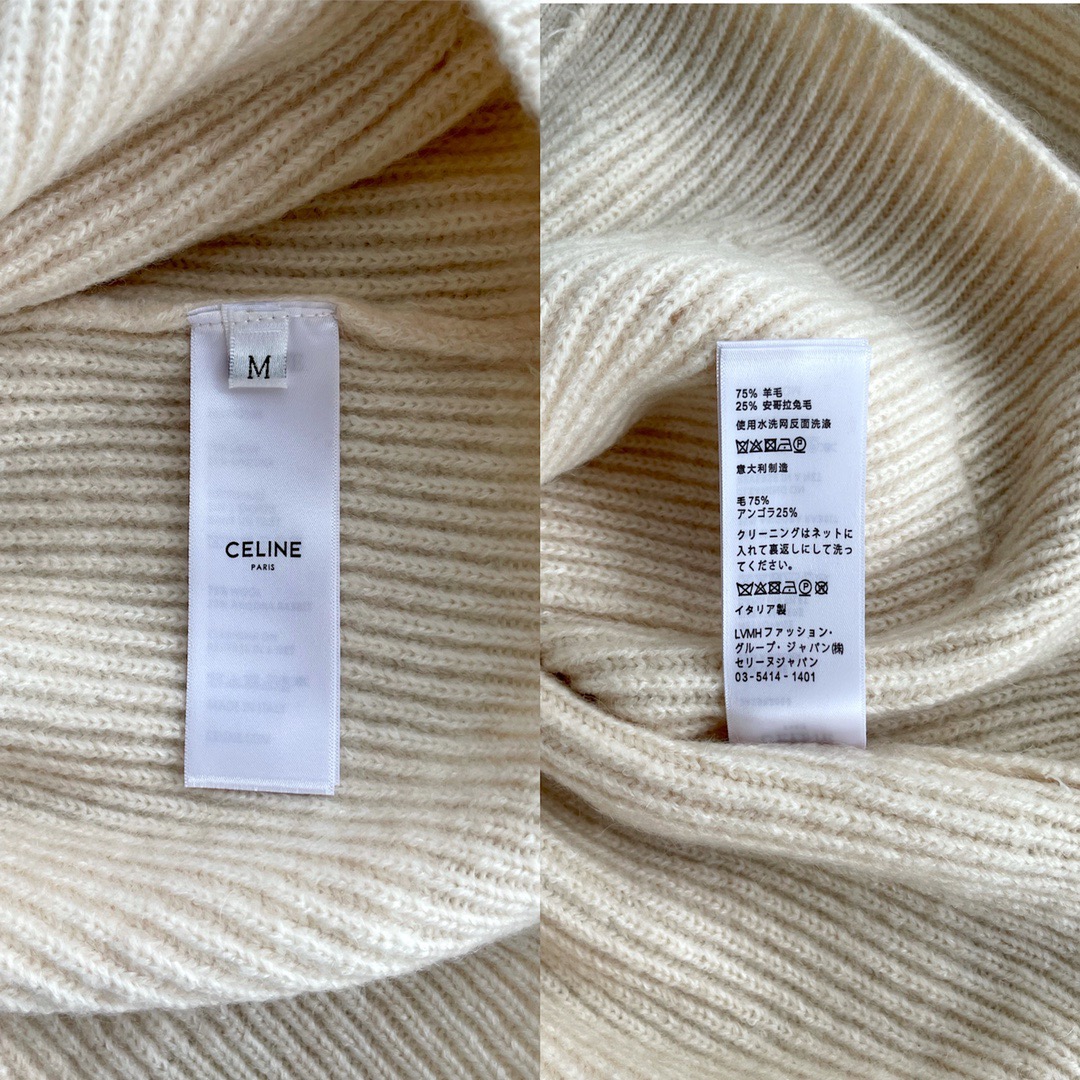 M
CELINE
PARIS
75% 羊毛
25% 安哥拉兔毛
使用水洗网反面洗涤
意大利制造
毛75%
アンゴラ25%
クリーニングはネットに
入れて裏返しにして洗っ
てください。
イタリア製
LVMHファッション・
グループ・ジャパン㈱
セリーヌジャパン
03-5414-1401